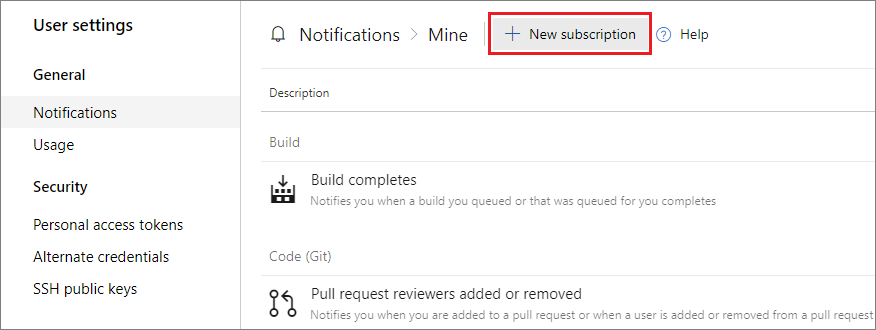 User settings
General
Notifications
Usage
Security
Personal access tokens
Alternate credentials
SSH public keys
Notifications > Mine
+ New subscription
? Help
Description
Build
Build completes
Notifies you when a build you queued or that was queued for you completes
Code (Git)
Pull request reviewers added or removed
Notifies you when you are added to a pull request or when a user is added or removed from a pull request